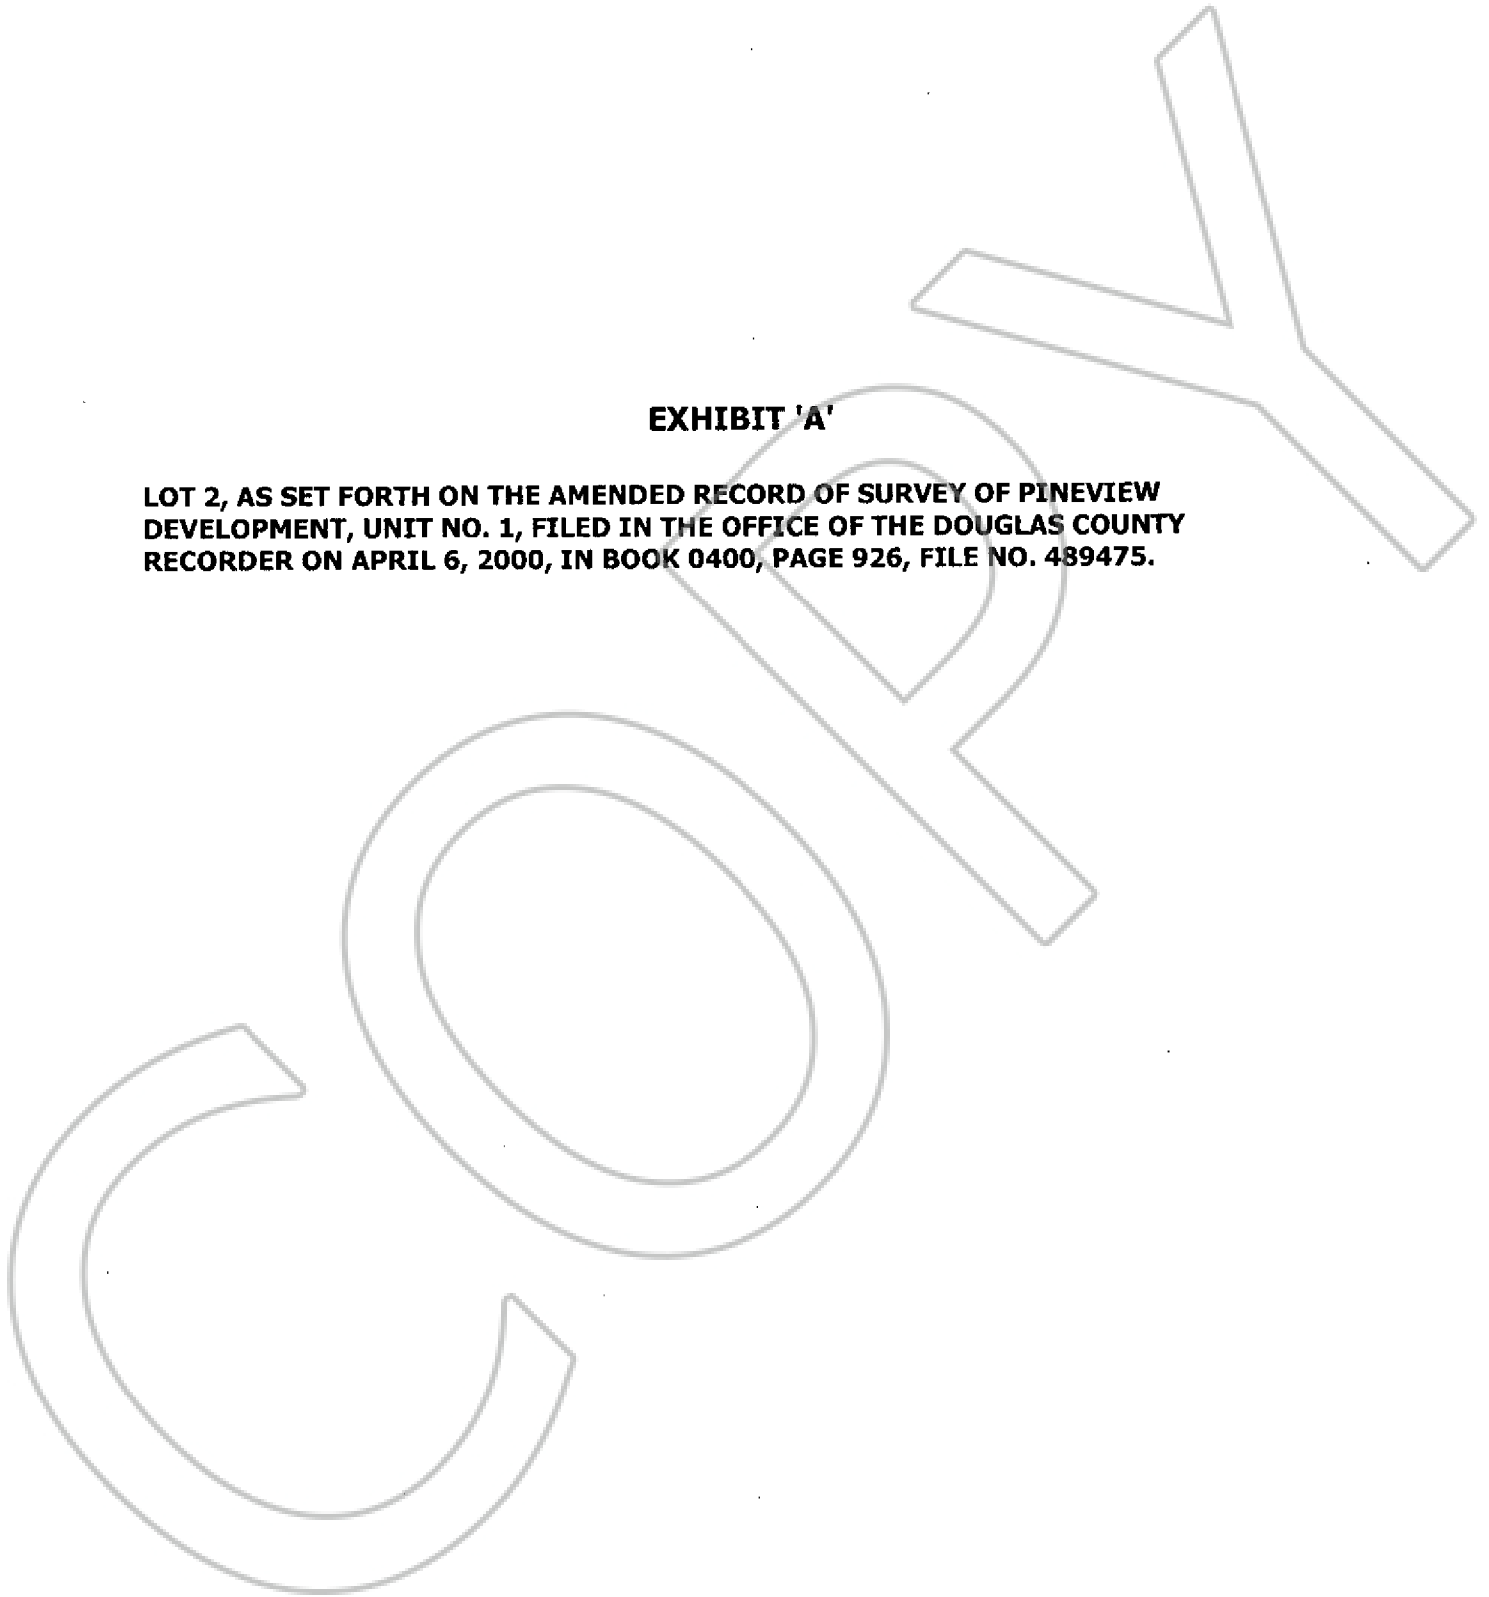 EXHIBIT 'A'
LOT 2, AS SET FORTH ON THE AMENDED RECORD OF SURVEY OF PINEVIEW
DEVELOPMENT, UNIT NO. 1, FILED IN THE OFFICE OF THE DOUGLAS COUNTY
RECORDER ON APRIL 6, 2000, IN BOOK 0400, PAGE 926, FILE NO. 489475.
COPY